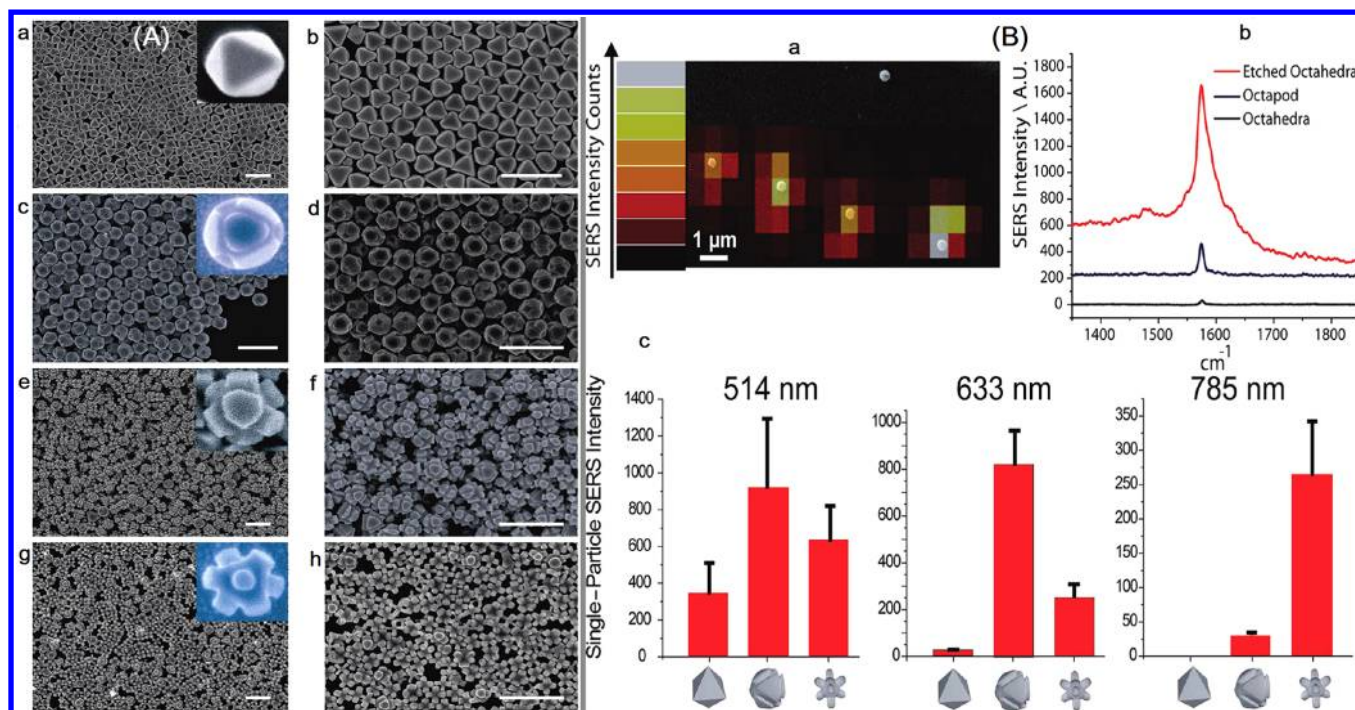 (A)
a
b
c
d
e
f
g
h
(B)
a
SERS Intensity Counts
1 µm
b
SERS Intensity \ A.U.
1800
1600
1400
1200
1000
800
600
400
200
0
Etched Octahedra
Octapod
Octahedra
1400 1500 1600 1700 1800
cm-1
c
Single-Particle SERS Intensity
514 nm
1400
1200
1000
800
600
400
200
0
633 nm
1000
800
600
400
200
0
785 nm
350
300
250
200
150
100
50
0